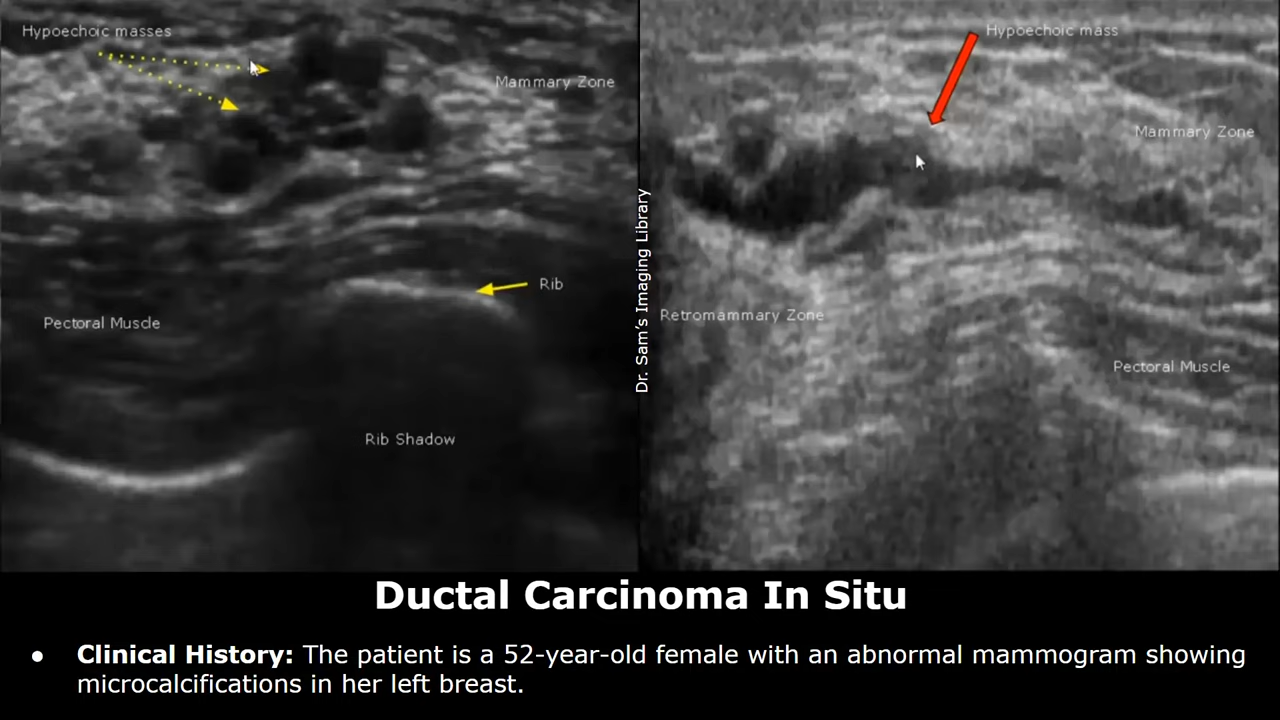 Hypoechoic masses
Mammary Zone
Rib
Pectoral Muscle
Rib Shadow
Dr. Sam's Imaging Library
Hypoechoic mass
Mammary Zone
Retromammary Zone
Pectoral Muscle
Ductal Carcinoma In Situ
● Clinical History: The patient is a 52-year-old female with an abnormal mammogram showing
microcalcifications in her left breast.